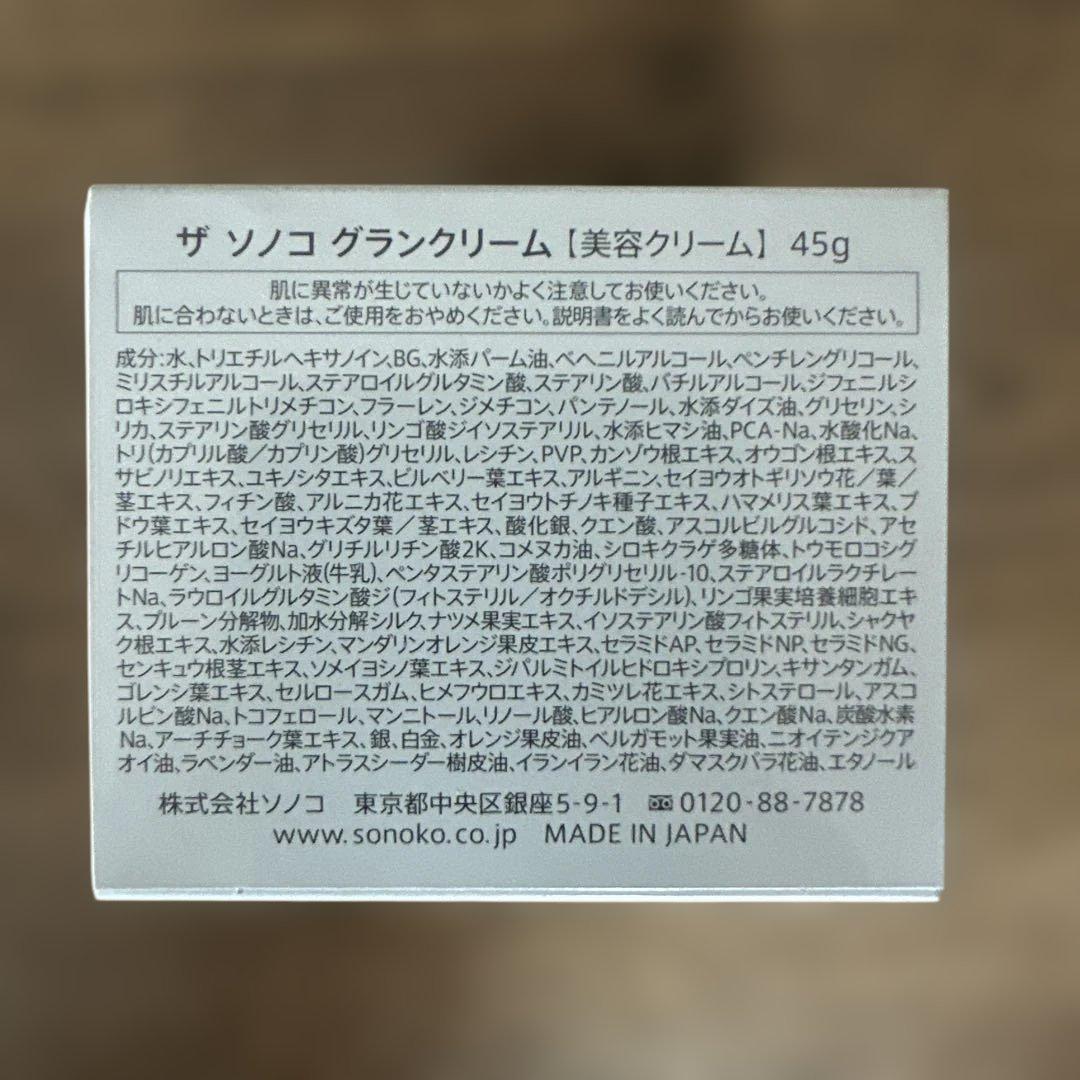 ザ ソノコ グランクリーム【美容クリーム】 45g
肌に異常が生じていないかよく注意してお使いください。
肌に合わないときは、ご使用をおやめください。説明書をよく読んでからお使いください。
成分:水、トリエチルヘキサノイン、BG、水添パーム油、ベヘニルアルコール、ペンチレングリコール、
ミリスチルアルコール、ステアロイルグルタミン酸、ステアリン酸、バチルアルコール、ジフェニルシ
ロキシフェニルトリメチコン、フラーレン、ジメチコン、パンテノール、水添ダイズ油、グリセリン、シ
リカ、ステアリン酸グリセリル、リンゴ酸ジイソステアリル、水添ヒマシ油、PCA-Na、水酸化Na、
トリ(カプリル酸/カプリン酸)グリセリル、レシチン、PVP、カンゾウ根エキス、オウゴン根エキス、ス
サビノリエキス、ユキノシタエキス、ビルベリー葉エキス、アルギニン、セイヨウオトギリソウ花/葉/
茎エキス、フィチン酸、アルニカ花エキス、セイヨウトチノキ種子エキス、ハマメリス葉エキス、ブ
ドウ葉エキス、セイヨウキズタ葉/茎エキス、酸化銀、クエン酸、アスコルビルグルコシド、アセ
チルヒアルロン酸Na、グリチルリチン酸2K、コメヌカ油、シロキクラゲ多糖体、トウモロコシグ
リコーゲン、ヨーグルト液(牛乳)、ペンタステアリン酸ポリグリセリル-10、ステアロイルラクチレー
トNa、ラウロイルグルタミン酸ジ(フィトステリル/オクチルドデシル)、リンゴ果実培養細胞エキ
ス、プルーン分解物、加水分解シルク、ナツメ果実エキス、イソステアリン酸フィトステリル、シャクヤ
ク根エキス、水添レシチン、マンダリンオレンジ果皮エキス、セラミドAP、セラミドNP、セラミドNG、
センキュウ根茎エキス、ソメイヨシノ葉エキス、ジパルミトイルヒドロキシプロリン、キサンタンガム、
ゴレンシ葉エキス、セルロースガム、ヒメフウロエキス、カミツレ花エキス、シトステロール、アスコ
ルビン酸Na、トコフェロール、マンニトール、リノール酸、ヒアルロン酸Na、クエン酸Na、炭酸水素
Na、アーチチョーク葉エキス、銀、白金、オレンジ果皮油、ベルガモット果実油、ニオイテンジクア
オイ油、ラベンダー油、アトラスシーダー樹皮油、イランイラン花油、ダマスクバラ花油、エタノール
株式会社ソノコ 東京都中央区銀座5-9-1 0120-88-7878
www.sonoko.co.jp MADE IN JAPAN